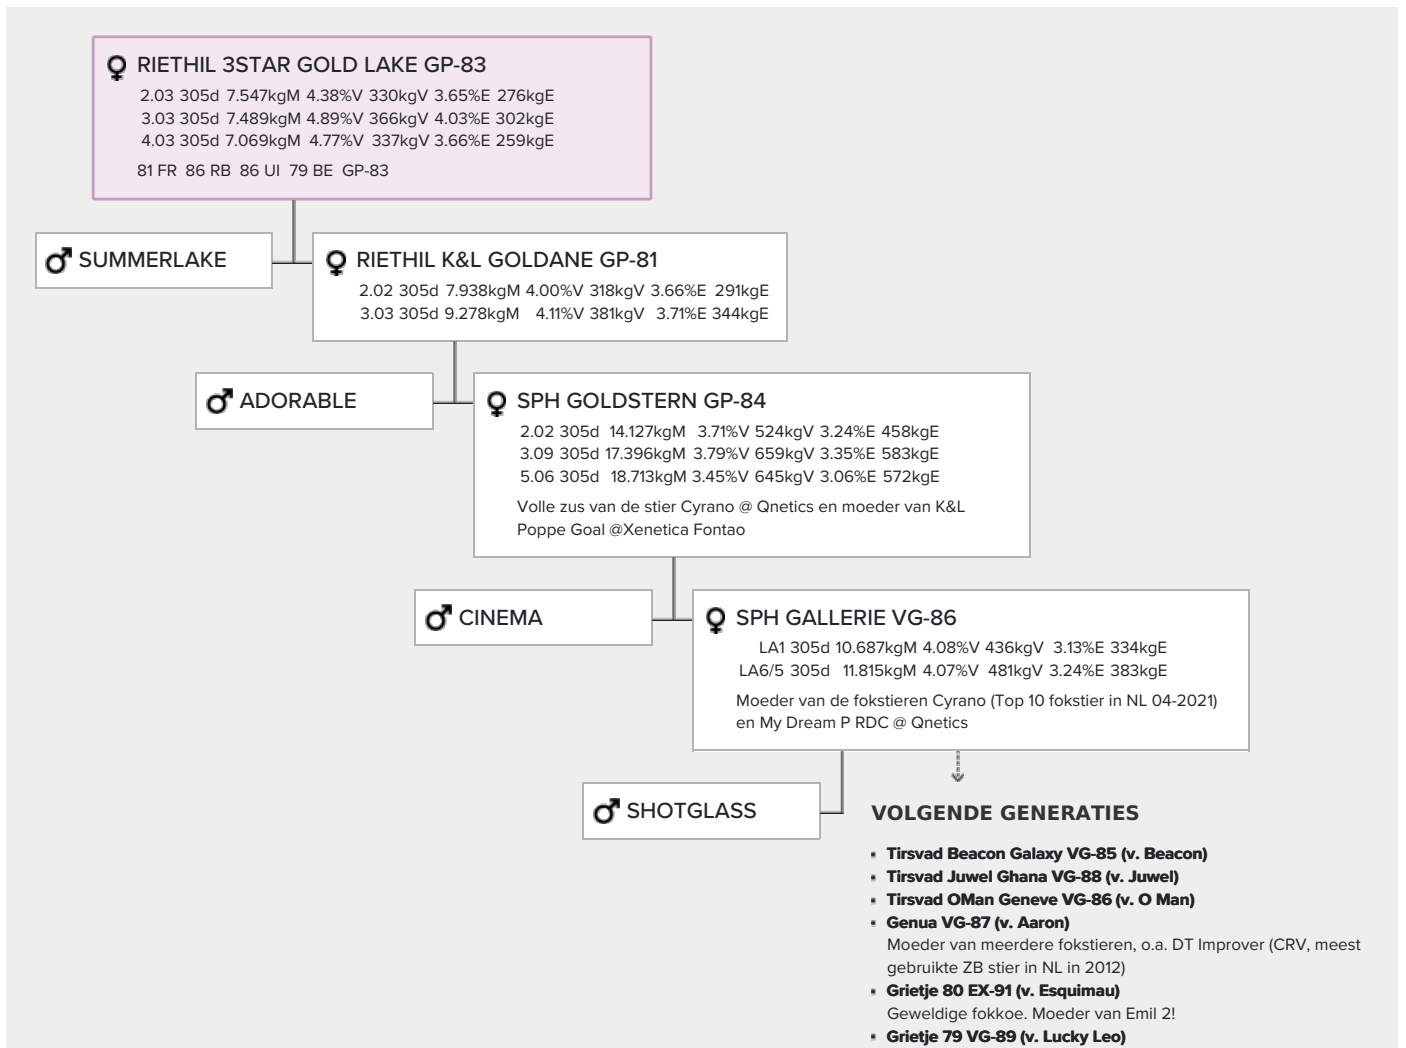 RIETHIL 3STAR GOLD LAKE GP-83
2.03 305d 7.547kgM 4.38%V 330kgV 3.65%E 276kgE
3.03 305d 7.489kgM 4.89%V 366kgV 4.03%E 302kgE
4.03 305d 7.069kgM 4.77%V 337kgV 3.66%E 259kgE
81 FR 86 RB 86 UI 79 BE GP-83
SUMMERLAKE
RIETHIL K&L GOLDANE GP-81
2.02 305d 7.938kgM 4.00%V 318kgV 3.66%E 291kgE
3.03 305d 9.278kgM 4.11%V 381kgV 3.71%E 344kgE
ADORABLE
SPH GOLDSTERN GP-84
2.02 305d 14.127kgM 3.71%V 524kgV 3.24%E 458kgE
3.09 305d 17.396kgM 3.79%V 659kgV 3.35%E 583kgE
5.06 305d 18.713kgM 3.45%V 645kgV 3.06%E 572kgE
Volle zus van de stier Cyrano @ Qnetics en moeder van K&L
Poppe Goal @Xenetica Fontao
CINEMA
SPH GALLERIE VG-86
LA1 305d 10.687kgM 4.08%V 436kgV 3.13%E 334kgE
LA6/5 305d 11.815kgM 4.07%V 481kgV 3.24%E 383kgE
Moeder van de fokstieren Cyrano (Top 10 fokstier in NL 04-2021)
en My Dream P RDC @ Qnetics
SHOTGLASS
VOLGENDE GENERATIES
Tirsvad Beacon Galaxy VG-85 (v. Beacon)
Tirsvad Juwel Ghana VG-88 (v. Juwel)
Tirsvad OMan Geneve VG-86 (v. O Man)
Genua VG-87 (v. Aaron)
Moeder van meerdere fokstieren, o.a. DT Improver (CRV, meest
gebruikte ZB stier in NL in 2012)
Grietje 80 EX-91 (v. Esquimau)
Geweldige fokkoe. Moeder van Emil 2!
Grietje 79 VG-89 (v. Lucky Leo)